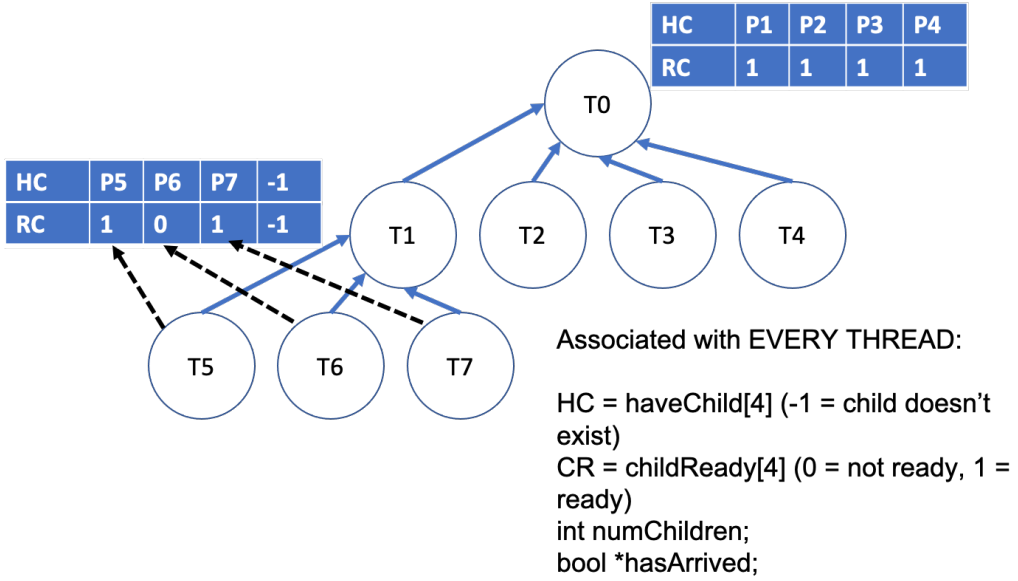 HC P1 P2 P3 P4
RC 1 1 1 1
T0
HC P5 P6 P7 -1
RC 1 0 1 -1
T1 T2 T3 T4
T5 T6 T7
Associated with EVERY THREAD:
HC = haveChild[4] (-1 = child doesn’t
exist)
CR = childReady[4] (0 = not ready, 1 =
ready)
int numChildren;
bool *hasArrived;